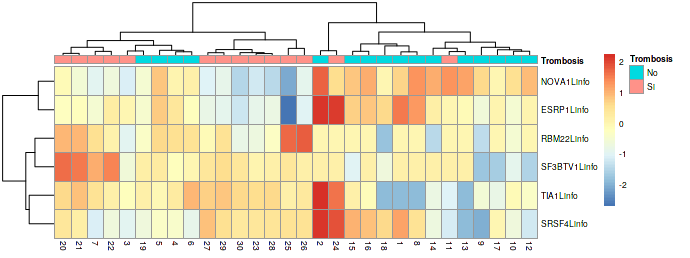 Trombosis
NOVA1Linfo
ESRP1Linfo
RBM22Linfo
SF3BTV1Linfo
TIA1Linfo
SRSF4Linfo
20 21 7 22 3 19 5 4 6 27 29 30 23 28 25 26 2 24 15 16 18 1 8 14 11 13 9 17 10 12
2
1
0
-1
-2
Trombosis
No
SI